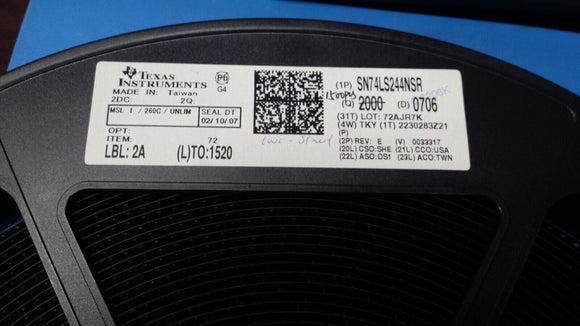 TEXAS INSTRUMENTS
Pb
G4
MADE IN: Taiwan
2DC: 2Q:
MSL 1 / 260C / UNLIM
SEAL DT
02/10/07
OPT:
ITEM: 72
LBL: 2A (L)TO:1520
(1P) SN74LS244NSR
1500pcs
(Q) 2000 (D) 0706
(31T) LOT: 72AJR7K
(4W) TKY (1T) 2230283Z21
(P)
(2P) REV: E (V) 0033317
(20L) CSO:SHE (21L) CCO:USA
(22L) ASO:OS1 (23L) ACO:TWN